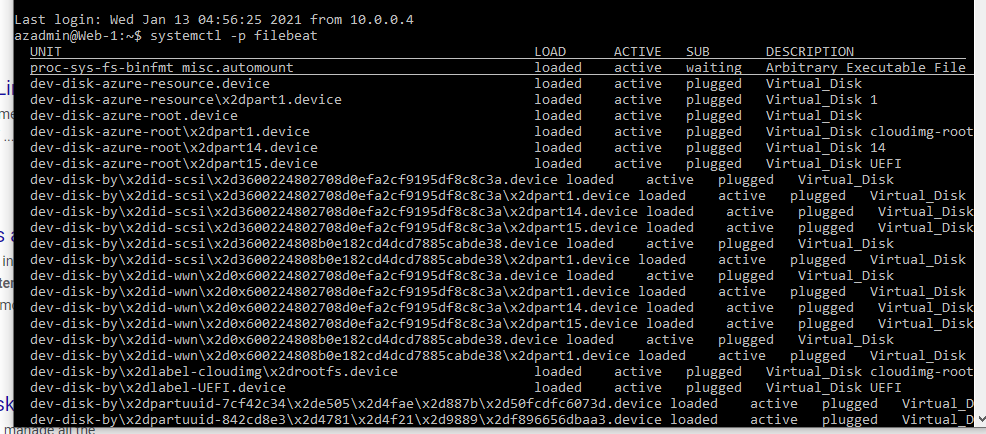 Last login: Wed Jan 13 04:56:25 2021 from 10.0.0.4
azadmin@Web-1:~$ systemctl -p filebeat
UNIT LOAD ACTIVE SUB DESCRIPTION
proc-sys-fs-binfmt_misc.automount loaded active waiting Arbitrary Executable File
dev-disk-azure-resource.device loaded active plugged Virtual_Disk
dev-disk-azure-resource\x2dpart1.device loaded active plugged Virtual_Disk 1
dev-disk-azure-root.device loaded active plugged Virtual_Disk
dev-disk-azure-root\x2dpart1.device loaded active plugged Virtual_Disk cloudimg-root
dev-disk-azure-root\x2dpart14.device loaded active plugged Virtual_Disk 14
dev-disk-azure-root\x2dpart15.device loaded active plugged Virtual_Disk UEFI
dev-disk-by\x2did-scsi\x2d3600224802708d0efa2cf9195df8c8c3a.device loaded active plugged Virtual_Disk
dev-disk-by\x2did-scsi\x2d3600224802708d0efa2cf9195df8c8c3a\x2dpart1.device loaded active plugged Virtual_Disk
dev-disk-by\x2did-scsi\x2d3600224802708d0efa2cf9195df8c8c3a\x2dpart14.device loaded active plugged Virtual_Disk
dev-disk-by\x2did-scsi\x2d3600224802708d0efa2cf9195df8c8c3a\x2dpart15.device loaded active plugged Virtual_Disk
dev-disk-by\x2did-scsi\x2d3600224808b0e182cd4dcd7885cabde38.device loaded active plugged Virtual_Disk
dev-disk-by\x2did-scsi\x2d3600224808b0e182cd4dcd7885cabde38\x2dpart1.device loaded active plugged Virtual_Disk
dev-disk-by\x2did-wwn\x2d0x600224802708d0efa2cf9195df8c8c3a.device loaded active plugged Virtual_Disk
dev-disk-by\x2did-wwn\x2d0x600224802708d0efa2cf9195df8c8c3a\x2dpart1.device loaded active plugged Virtual_Disk
dev-disk-by\x2did-wwn\x2d0x600224802708d0efa2cf9195df8c8c3a\x2dpart14.device loaded active plugged Virtual_Disk
dev-disk-by\x2did-wwn\x2d0x600224802708d0efa2cf9195df8c8c3a\x2dpart15.device loaded active plugged Virtual_Disk
dev-disk-by\x2did-wwn\x2d0x600224808b0e182cd4dcd7885cabde38.device loaded active plugged Virtual_Disk
dev-disk-by\x2did-wwn\x2d0x600224808b0e182cd4dcd7885cabde38\x2dpart1.device loaded active plugged Virtual_Disk
dev-disk-by\x2dlabel-cloudimg\x2drootfs.device loaded active plugged Virtual_Disk cloudimg-root
dev-disk-by\x2dlabel-UEFI.device loaded active plugged Virtual_Disk UEFI
dev-disk-by\x2dpartuuid-7cf42c34\x2de505\x2d4fae\x2d887b\x2d50fcdfc6073d.device loaded active plugged Virtual_D
dev-disk-by\x2dpartuuid-842cd8e3\x2d4781\x2d4f21\x2d9889\x2df896656dbaa3.device loaded active plugged Virtual_D
manage all the